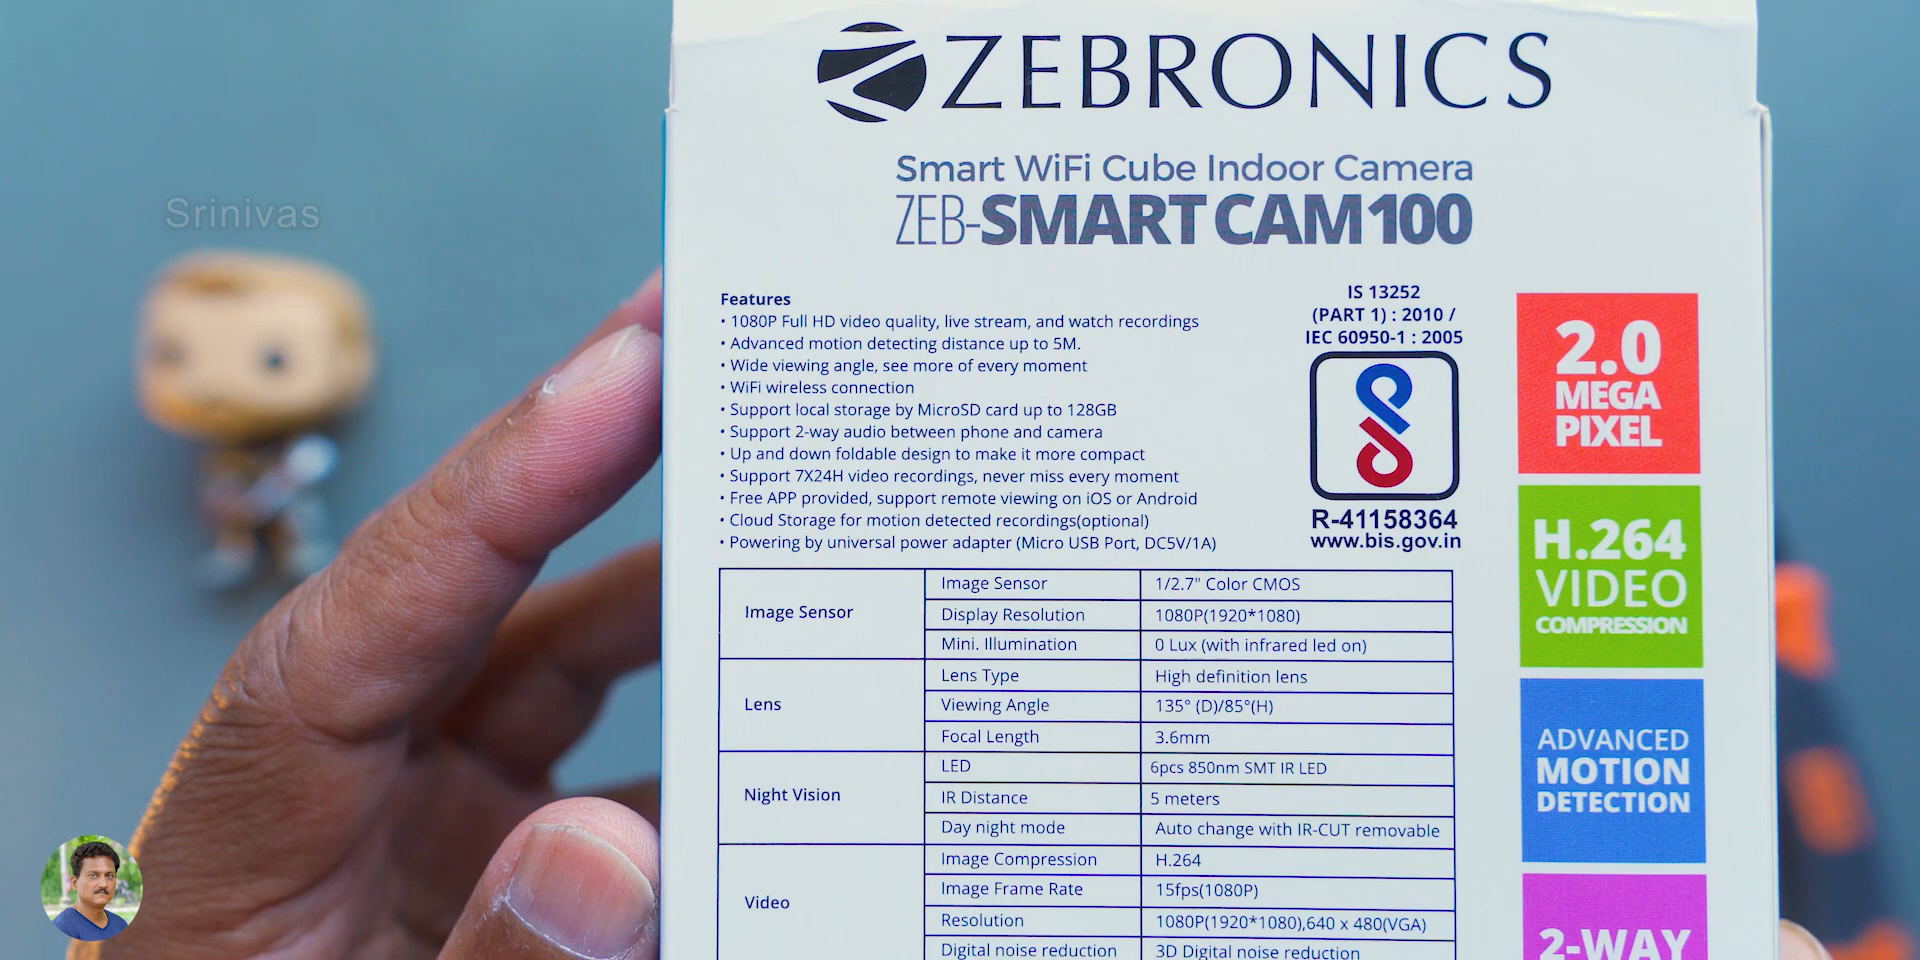 ZEBRONICS
Smart WiFi Cube Indoor Camera
ZEB-SMART CAM100
Srinivas
Features
• 1080P Full HD video quality, live stream, and watch recordings
• Advanced motion detecting distance up to 5M.
• Wide viewing angle, see more of every moment
• WiFi wireless connection
• Support local storage by MicroSD card up to 128GB
• Support 2-way audio between phone and camera
• Up and down foldable design to make it more compact
• Support 7X24H video recordings, never miss every moment
• Free APP provided, support remote viewing on iOS or Android
• Cloud Storage for motion detected recordings(optional)
• Powering by universal power adapter (Micro USB Port, DC5V/1A)
IS 13252
(PART 1) : 2010 /
IEC 60950-1 : 2005
R-41158364
www.bis.gov.in
2.0
MEGA
PIXEL
H.264
VIDEO
COMPRESSION
ADVANCED
MOTION
DETECTION
2-WAY
Image Sensor
Image Sensor 1/2.7" Color CMOS
Display Resolution 1080P(1920*1080)
Mini. Illumination 0 Lux (with infrared led on)
Lens
Lens Type High definition lens
Viewing Angle 135° (D)/85°(H)
Focal Length 3.6mm
Night Vision
LED 6pcs 850nm SMT IR LED
IR Distance 5 meters
Day night mode Auto change with IR-CUT removable
Video
Image Compression H.264
Image Frame Rate 15fps(1080P)
Resolution 1080P(1920*1080),640 x 480(VGA)
Digital noise reduction 3D Digital noise reduction